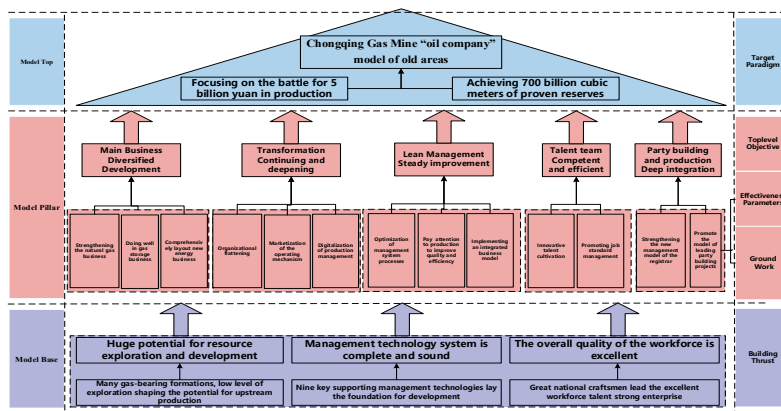 Model Top
Chongqing Gas Mine “oil company”
model of old areas
Focusing on the battle for 5
billion yuan in production
Achieving 700 billion cubic
meters of proven reserves
Target
Paradigm
Model Pillar
Main Business
Diversified
Development
Transformation
Continuing and
deepening
Lean Management
Steady improvement
Talent team
Competent
and efficient
Party building
and production
Deep integration
Toplevel
Objective
Effectiveness
Parameters
Ground
Work
Strengthening
the natural gas
business
Doing well
in gas
storage
business
Comprehensiv
ely layout new
energy
business
Organizational
flattening
Marketization of
the operating
mechanism
Digitalization of
production
management
Optimization of
management
system
processes
Pay attention
to production
to improve
quality and
efficiency
Implementing
an integrated
business
model
Innovative
talent
cultivation
Promoting job
standard
management
Strengthening
the new
management
model of the
registrar
Promote
the model
of leading
party
building
projects
Model Base
Huge potential for resource
exploration and development
Management technology system is
complete and sound
The overall quality of the workforce is
excellent
Many gas-bearing formations, low level of
exploration shaping the potential for upstream
production
Nine key supporting management technologies lay
the foundation for development
Great national craftsmen lead the excellent
workforce talent strong enterprise
Building
Thrust